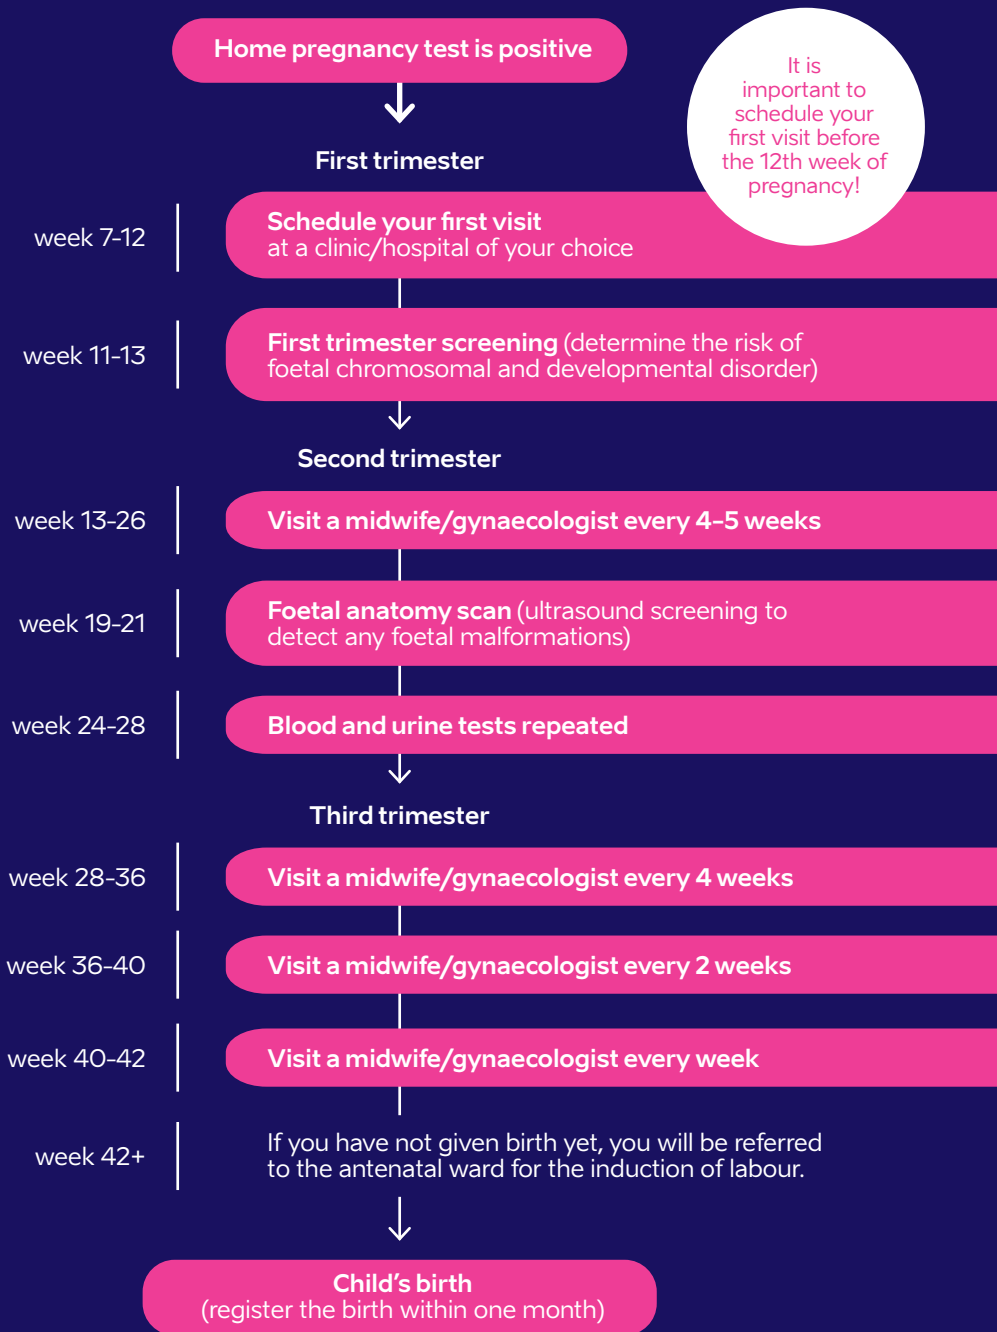 Home pregnancy test is positive
It is
important to
schedule your
first visit before
the 12th week of
pregnancy!
First trimester
week 7-12
Schedule your first visit
at a clinic/hospital of your choice
week 11-13
First trimester screening (determine the risk of
foetal chromosomal and developmental disorder)
Second trimester
week 13-26
Visit a midwife/gynaecologist every 4-5 weeks
week 19-21
Foetal anatomy scan (ultrasound screening to
detect any foetal malformations)
week 24-28
Blood and urine tests repeated
Third trimester
week 28-36
Visit a midwife/gynaecologist every 4 weeks
week 36-40
Visit a midwife/gynaecologist every 2 weeks
week 40-42
Visit a midwife/gynaecologist every week
week 42+
If you have not given birth yet, you will be referred
to the antenatal ward for the induction of labour.
Child's birth
(register the birth within one month)